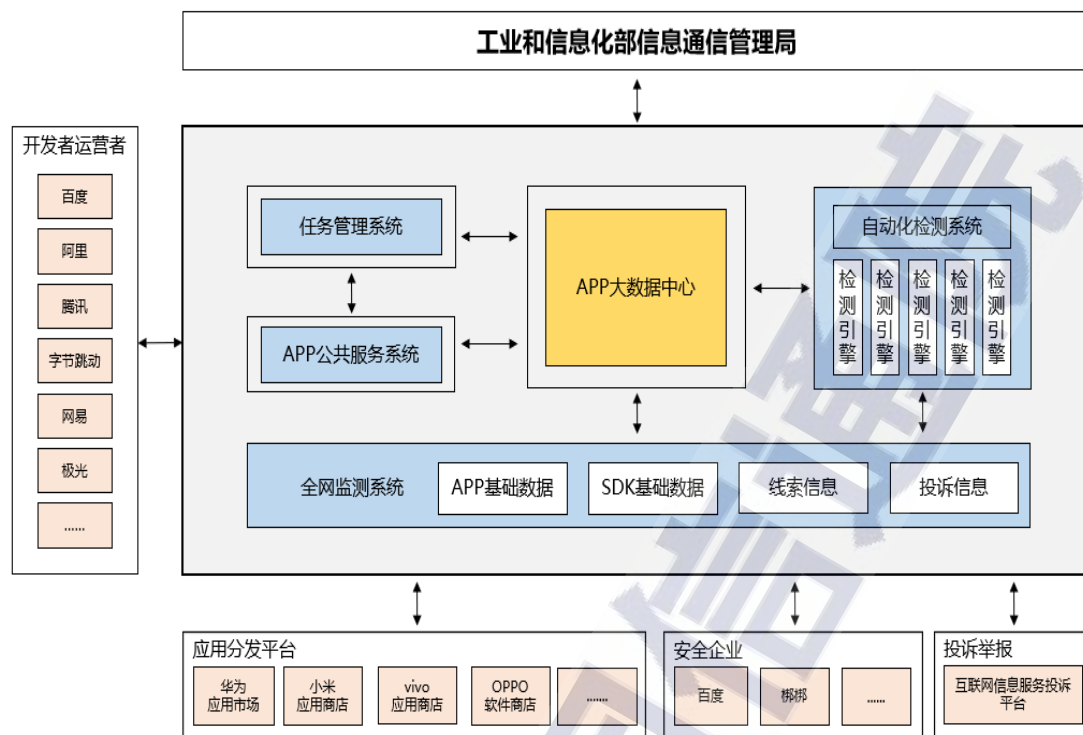 工业和信息化部信息通信管理局
开发者运营者
百度
阿里
腾讯
字节跳动
网易
极光
......
任务管理系统
APP公共服务系统
APP大数据中心
自动化检测系统
检测引擎
检测引擎
检测引擎
检测引擎
检测引擎
全网监测系统
APP基础数据
SDK基础数据
线索信息
投诉信息
应用分发平台
华为
应用市场
小米
应用商店
vivo
应用商店
OPPO
软件商店
.......
安全企业
百度
梆梆
......
投诉举报
互联网信息服务投诉
平台
信通院